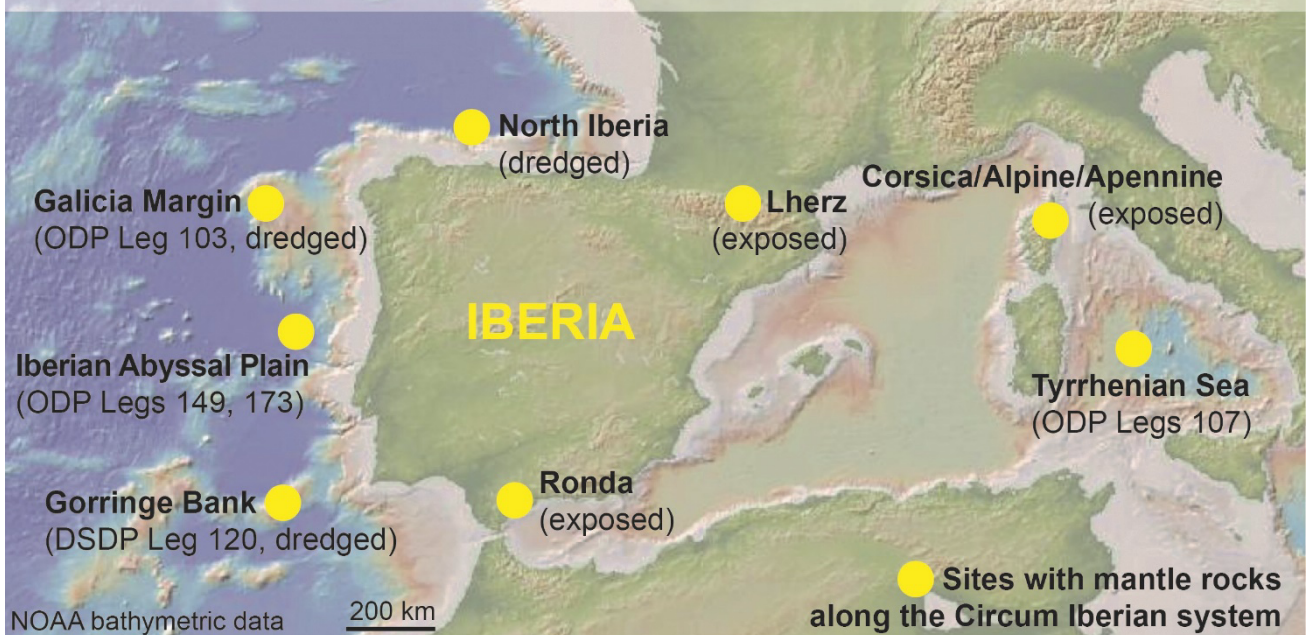 North Iberia
(dredged)
Galicia Margin
(ODP Leg 103, dredged)
Lherz
(exposed)
Corsica/Alpine/Apennine
(exposed)
IBERIA
Iberian Abyssal Plain
(ODP Legs 149, 173)
Tyrrhenian Sea
(ODP Legs 107)
Gorringe Bank
(DSDP Leg 120, dredged)
Ronda
(exposed)
NOAA bathymetric data
200 km
Sites with mantle rocks
along the Circum Iberian system